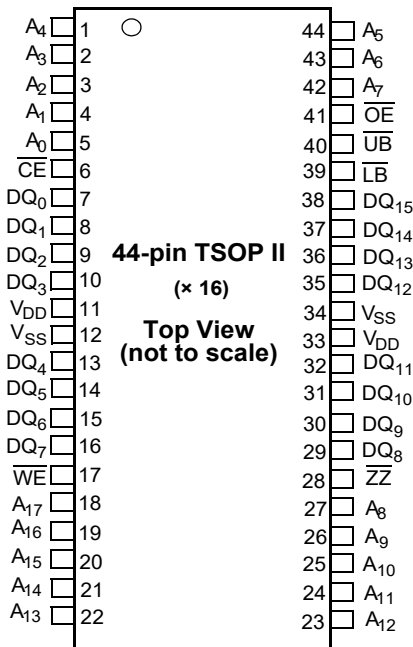 A4 1 44 A5
A3 2 43 A6
A2 3 42 A7
A1 4 41 OE
A0 5 40 UB
CE 6 39 LB
DQ0 7 38 DQ15
DQ1 8 37 DQ14
DQ2 9 44-pin TSOP II 36 DQ13
DQ3 10 (× 16) 35 DQ12
VDD 11 34 VSS
VSS 12 Top View 33 VDD
DQ4 13 (not to scale) 32 DQ11
DQ5 14 31 DQ10
DQ6 15 30 DQ9
DQ7 16 29 DQ8
WE 17 28 ZZ
A17 18 27 A8
A16 19 26 A9
A15 20 25 A10
A14 21 24 A11
A13 22 23 A12